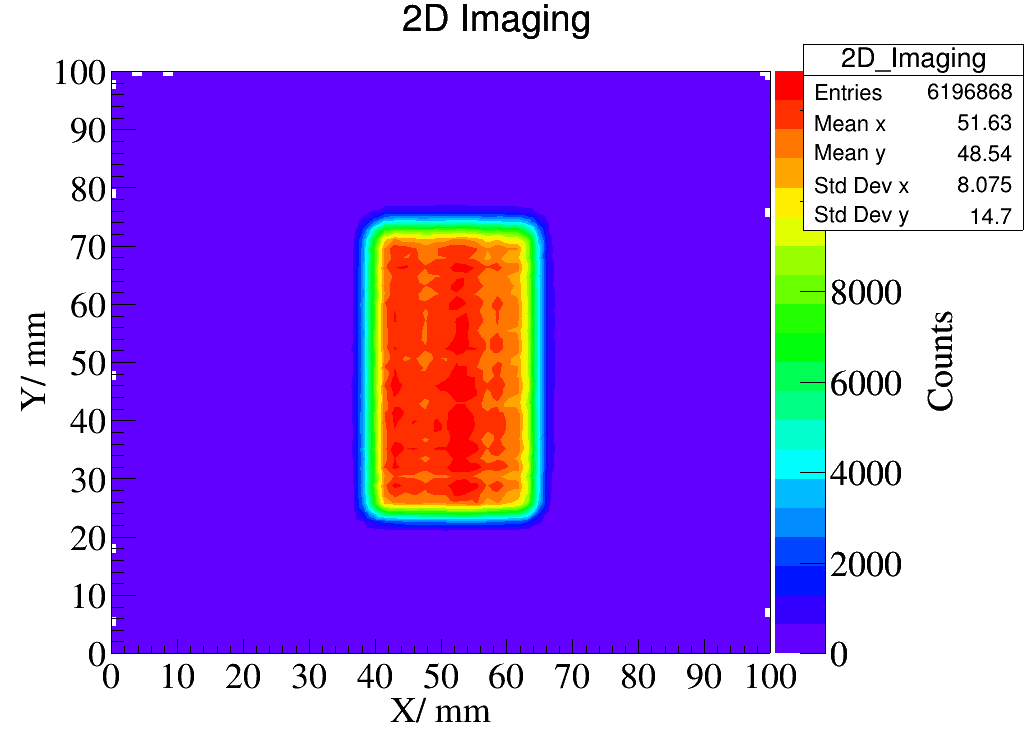 2D Imaging
2D_Imaging
Entries 6196868
Mean x 51.63
Mean y 48.54
Std Dev x 8.075
Std Dev y 14.7
100
90
80
70
60
50
40
30
20
10
0
Y/ mm
0 10 20 30 40 50 60 70 80 90 100
X/ mm
8000
6000
4000
2000
0
Counts